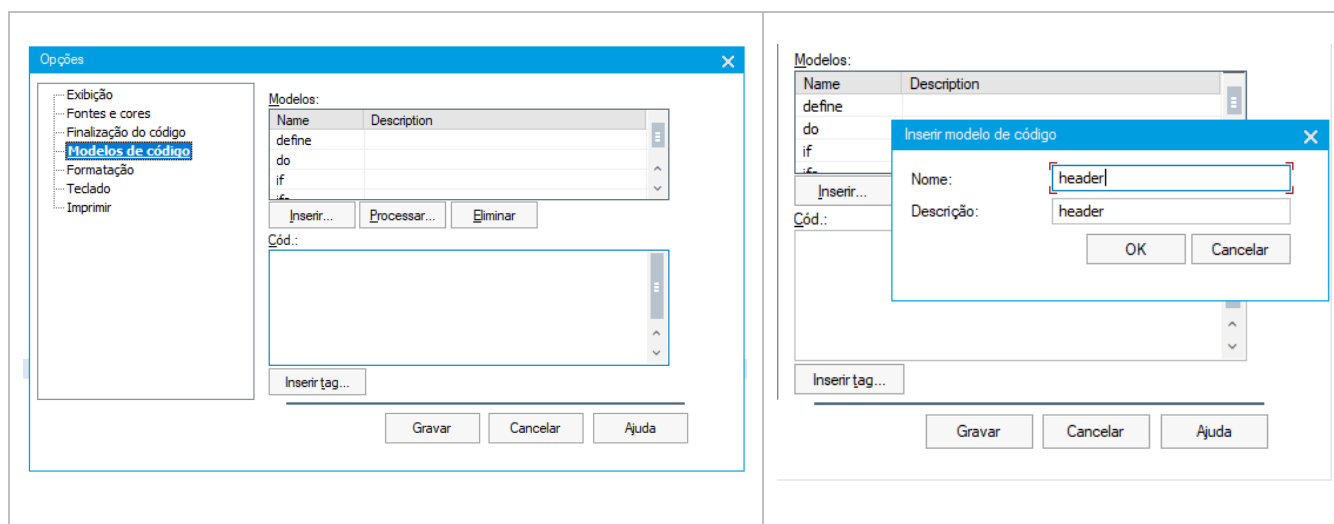 Opções
Exibição
Fontes e cores
Finalização do código
Modelos de código
Formatação
Teclado
Imprimir
Modelos:
Name Description
define
do
if
Inserir... Processar... Eliminar
Cód.:
Inserir tag...
Gravar Cancelar Ajuda
Modelos:
Name Description
define
do
if
Inserir...
Cód.:
Inserir modelo de código
Nome: header
Descrição: header
OK Cancelar
Inserir tag...
Gravar Cancelar Ajuda